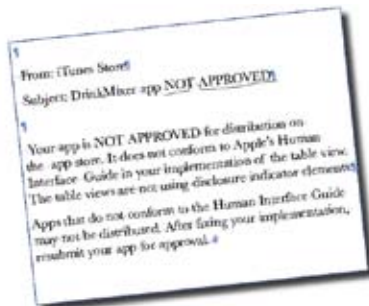 From: iTunes Store
Subject: DrinkMixer app NOT APPROVED
Your app is NOT APPROVED for distribution on
the app store. It does not conform to Apple's Human
Interface Guide in your implementation of the table view.
The table views are not using disclosure indicator elements
Apps that do not conform to the Human Interface Guide
may not be distributed. After fixing your implementation,
resubmit your app for approval.